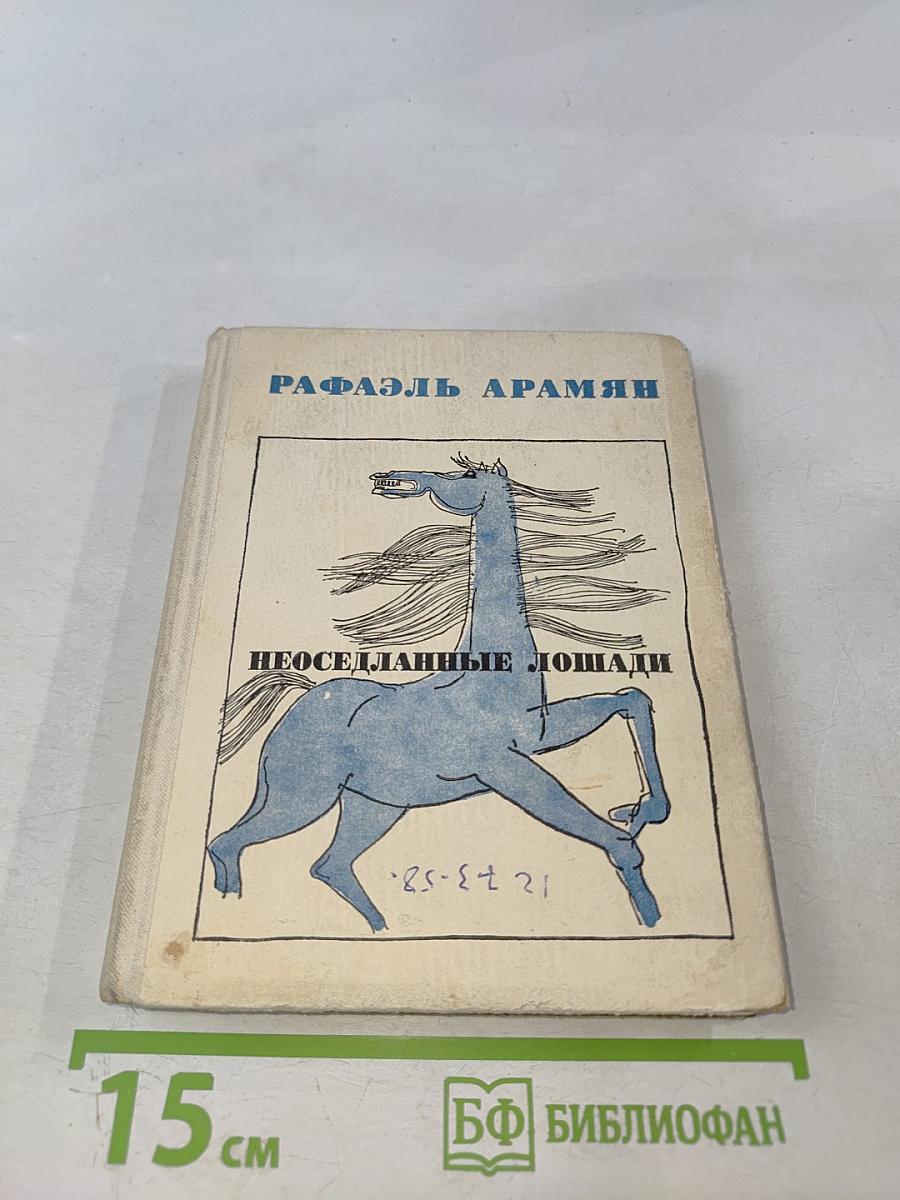 РАФАЭЛЬ АРАМЯН
НЕОСЕДЛАННЫЕ ЛОШАДИ
15 см
БФ БИБЛИОФАН